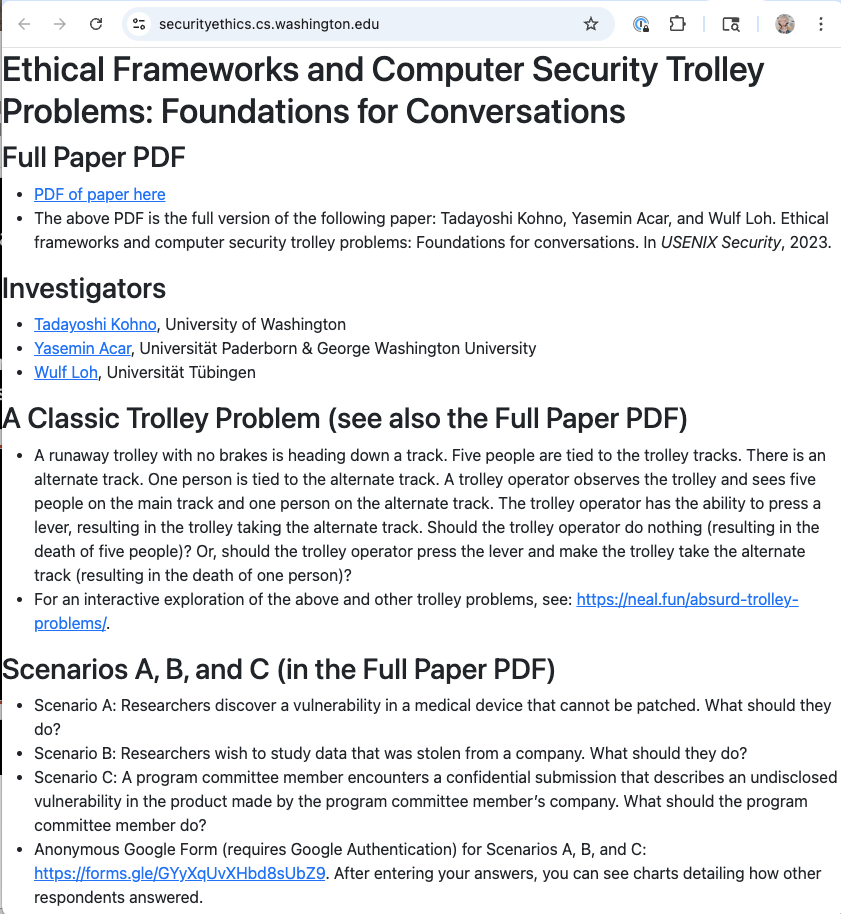 securityethics.cs.washington.edu
Ethical Frameworks and Computer Security Trolley
Problems: Foundations for Conversations
Full Paper PDF
• PDF of paper here
• The above PDF is the full version of the following paper: Tadayoshi Kohno, Yasemin Acar, and Wulf Loh. Ethical
frameworks and computer security trolley problems: Foundations for conversations. In USENIX Security, 2023.
Investigators
• Tadayoshi Kohno, University of Washington
• Yasemin Acar, Universität Paderborn & George Washington University
• Wulf Loh, Universität Tübingen
A Classic Trolley Problem (see also the Full Paper PDF)
• A runaway trolley with no brakes is heading down a track. Five people are tied to the trolley tracks. There is an
alternate track. One person is tied to the alternate track. A trolley operator observes the trolley and sees five
people on the main track and one person on the alternate track. The trolley operator has the ability to press a
lever, resulting in the trolley taking the alternate track. Should the trolley operator do nothing (resulting in the
death of five people)? Or, should the trolley operator press the lever and make the trolley take the alternate
track (resulting in the death of one person)?
• For an interactive exploration of the above and other trolley problems, see: https://neal.fun/absurd-trolley-
problems/.
Scenarios A, B, and C (in the Full Paper PDF)
• Scenario A: Researchers discover a vulnerability in a medical device that cannot be patched. What should they
do?
• Scenario B: Researchers wish to study data that was stolen from a company. What should they do?
• Scenario C: A program committee member encounters a confidential submission that describes an undisclosed
vulnerability in the product made by the program committee member's company. What should the program
committee member do?
• Anonymous Google Form (requires Google Authentication) for Scenarios A, B, and C:
https://forms.gle/GYyXqUvXHbd8sUbZ9. After entering your answers, you can see charts detailing how other
respondents answered.